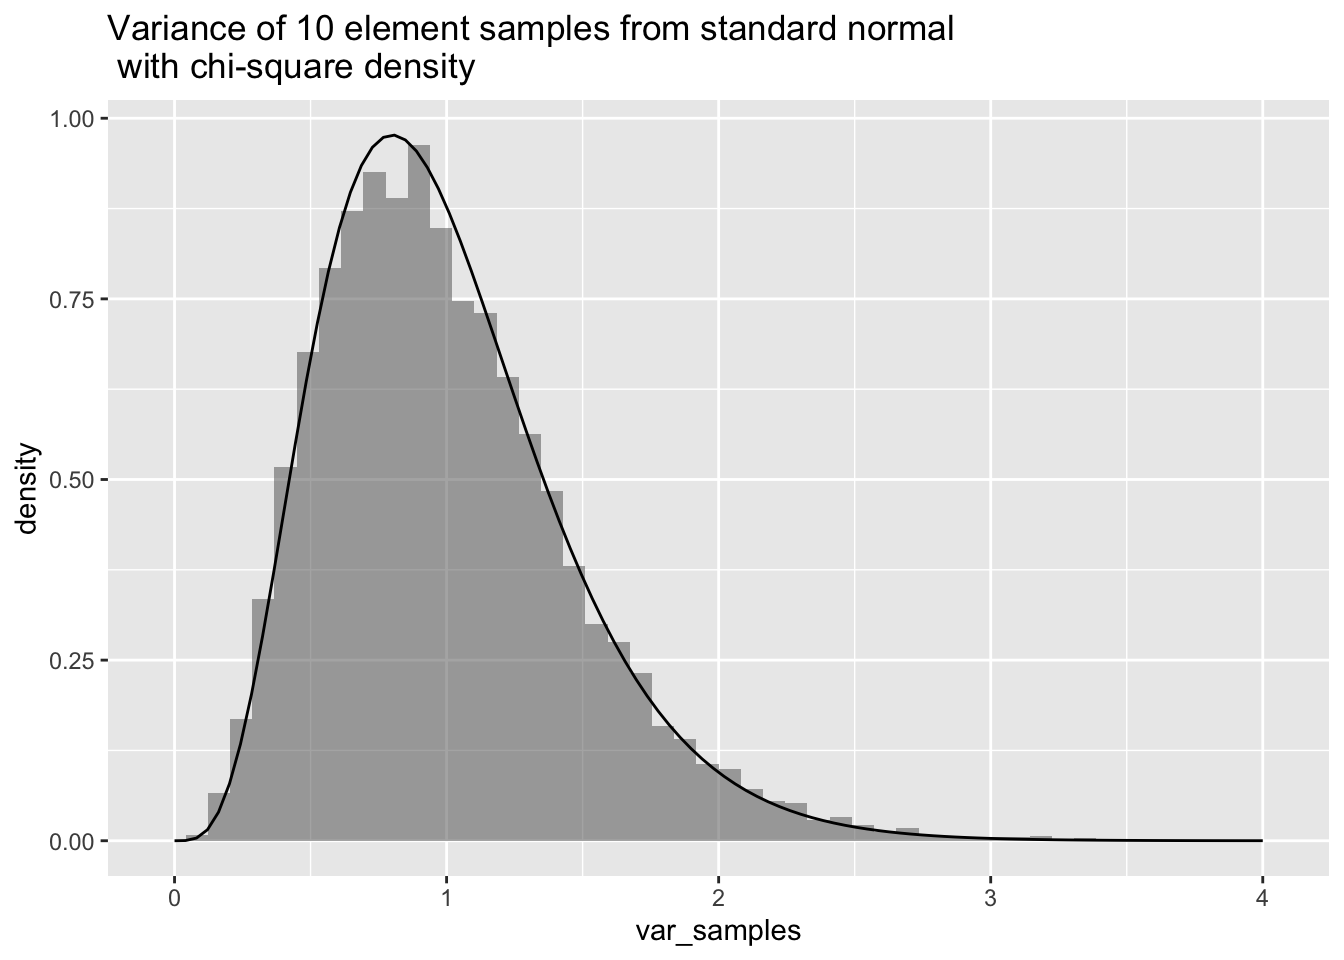 Variance of 10 element samples from standard normal
with chi-square density
1.00
0.75
0.50
0.25
0.00
density
0 1 2 3 4
var_samples